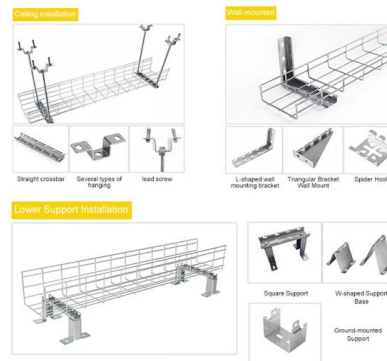 Ceiling installation
Wall-mounted
Straight crossbar
Several types of
hanging
lead screw
L-shaped wall
mounting bracket
Triangular Bracket
Wall Mount
Spider Hook
Lower Support Installation
Square Support
W-shaped Support
Base
Ground-mounted
Support